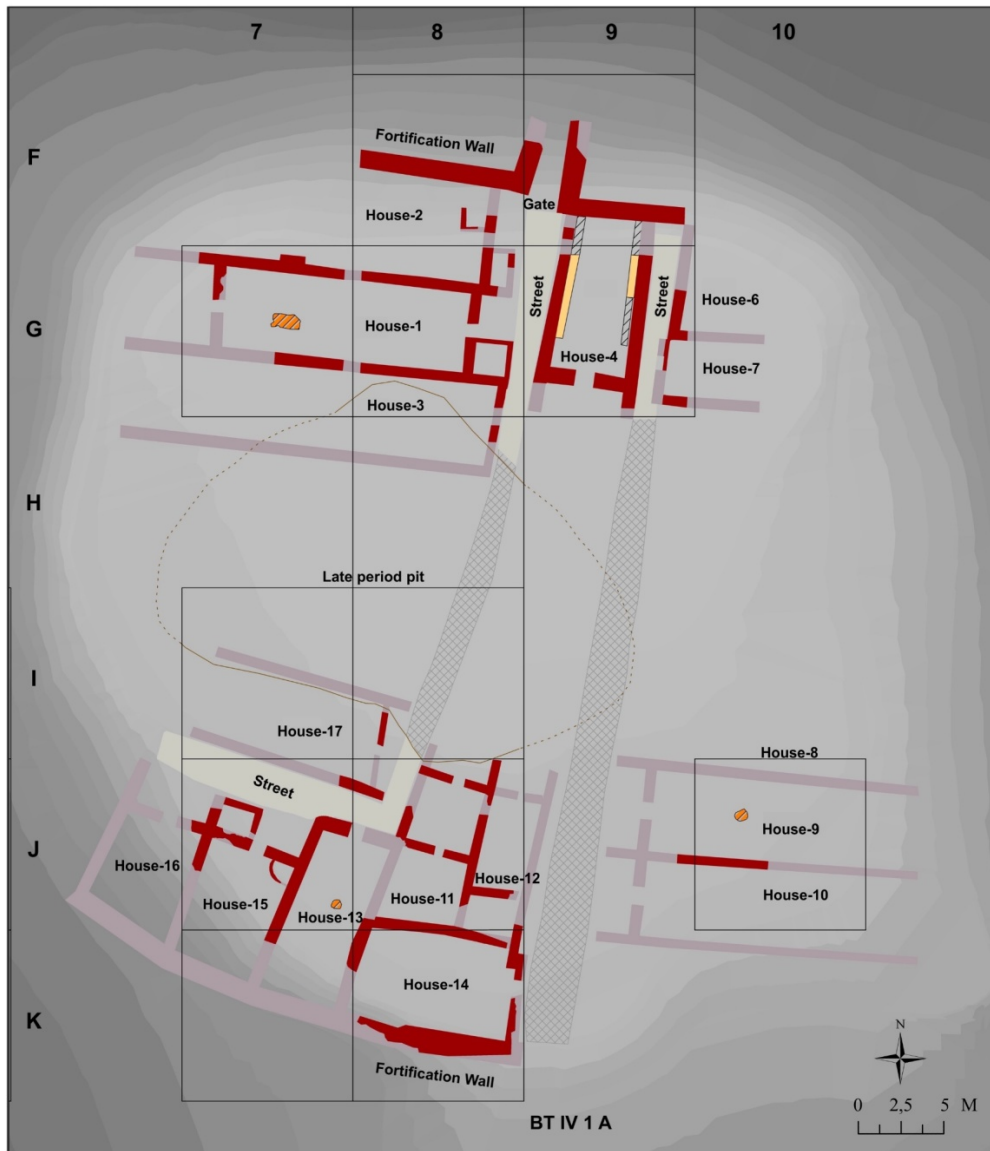 7 8 9 10
F
Fortification Wall
Gate
House-2
Street
Street
House-6
G
House-1
House-4
House-7
House-3
H
Late period pit
I
House-17
House-8
Street
House-9
J
House-16
House-12
House-10
House-11
House-15
House-13
House-14
K
N
Fortification Wall
0 2,5 5 M
BT IV 1 A